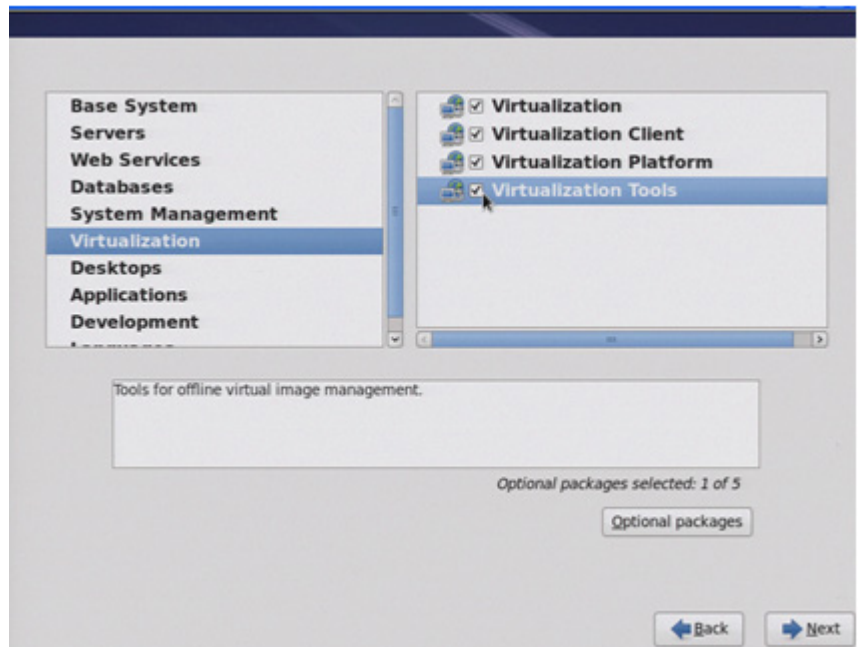 Base System
Servers
Web Services
Databases
System Management
Virtualization
Desktops
Applications
Development
Languages
Virtualization
Virtualization Client
Virtualization Platform
Virtualization Tools
Tools for offline virtual image management.
Optional packages selected: 1 of 5
Optional packages
Back
Next